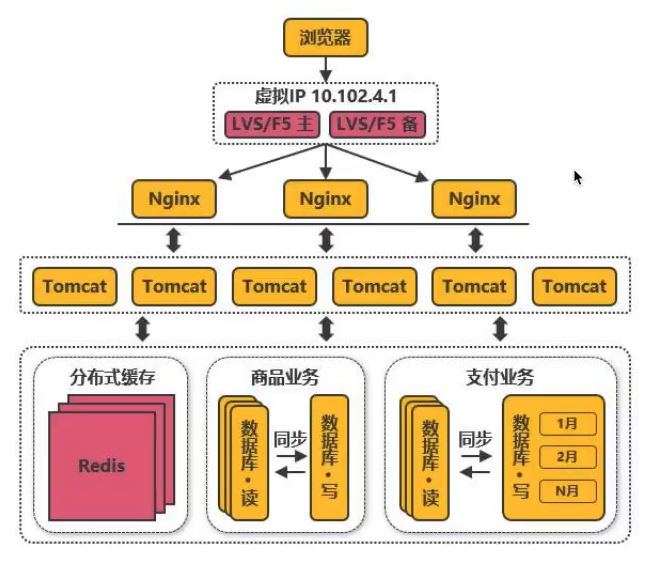 浏览器
虚拟IP 10.102.4.1
LVS/F5 主 LVS/F5 备
Nginx Nginx Nginx
Tomcat Tomcat Tomcat Tomcat Tomcat Tomcat
分布式缓存
Redis
商品业务
数据库·读
同步
数据库·写
支付业务
数据库·读
同步
数据库·写
1月
2月
N月